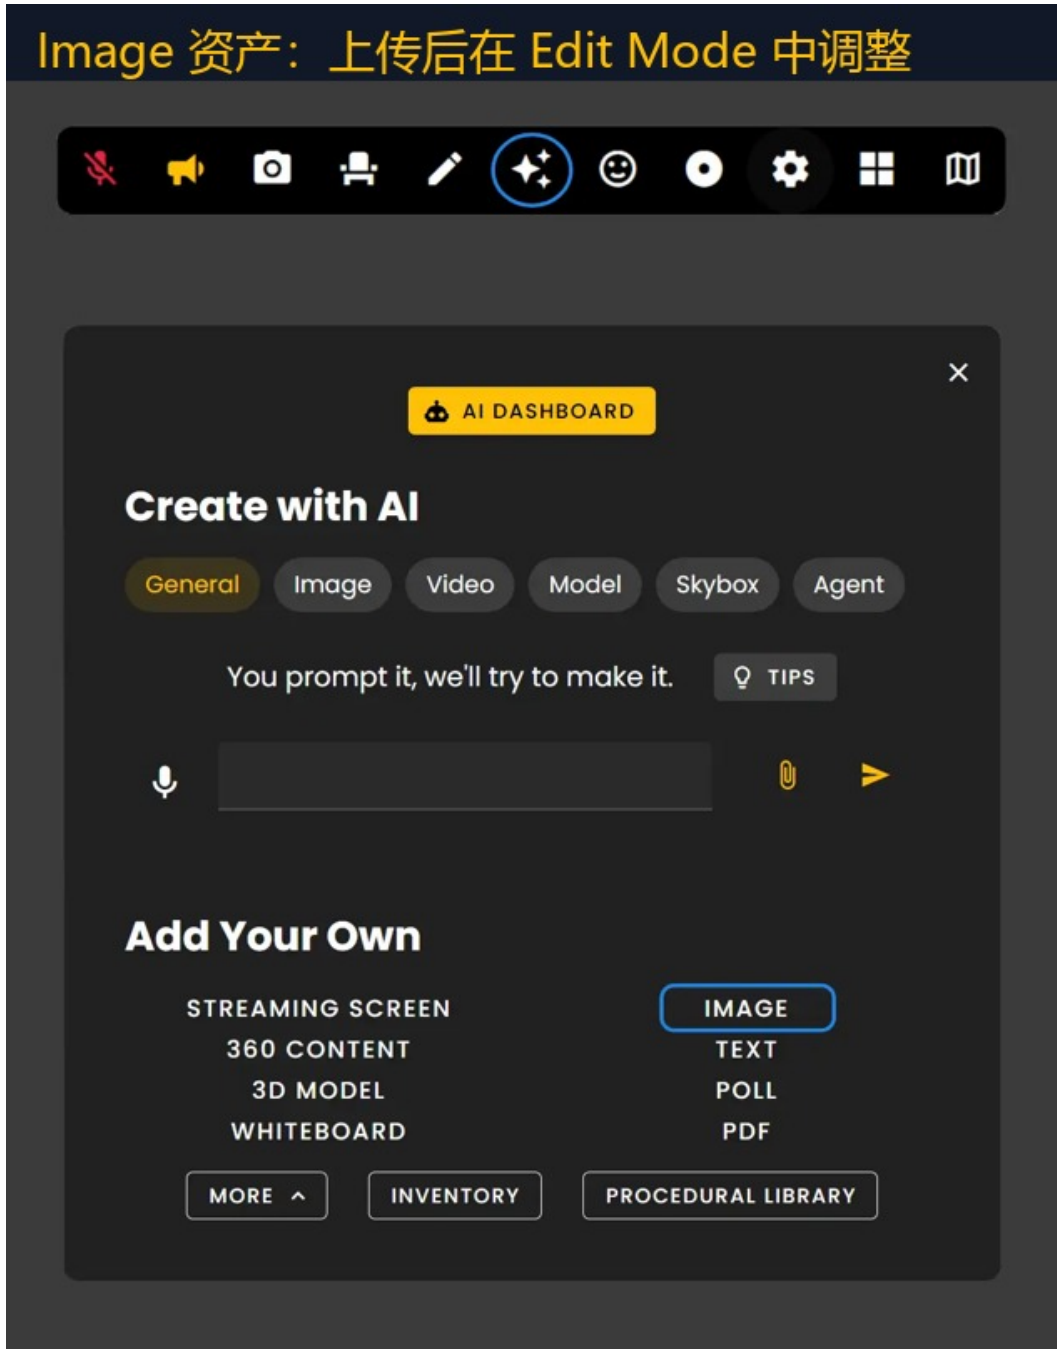 Image 资产：上传后在 Edit Mode 中调整
AI DASHBOARD
Create with AI
General Image Video Model Skybox Agent
You prompt it, we'll try to make it. TIPS
Add Your Own
STREAMING SCREEN IMAGE
360 CONTENT TEXT
3D MODEL POLL
WHITEBOARD PDF
MORE INVENTORY PROCEDURAL LIBRARY